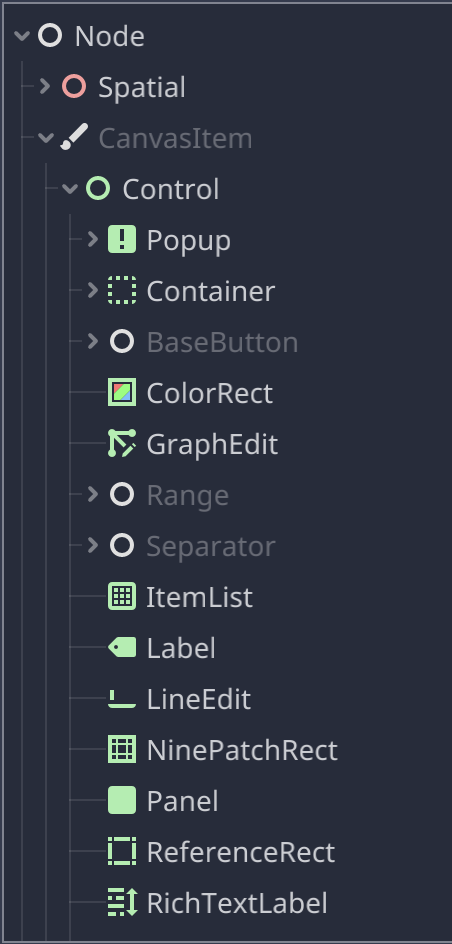 Node
Spatial
CanvasItem
Control
Popup
Container
BaseButton
ColorRect
GraphEdit
Range
Separator
ItemList
Label
LineEdit
NinePatchRect
Panel
ReferenceRect
RichTextLabel